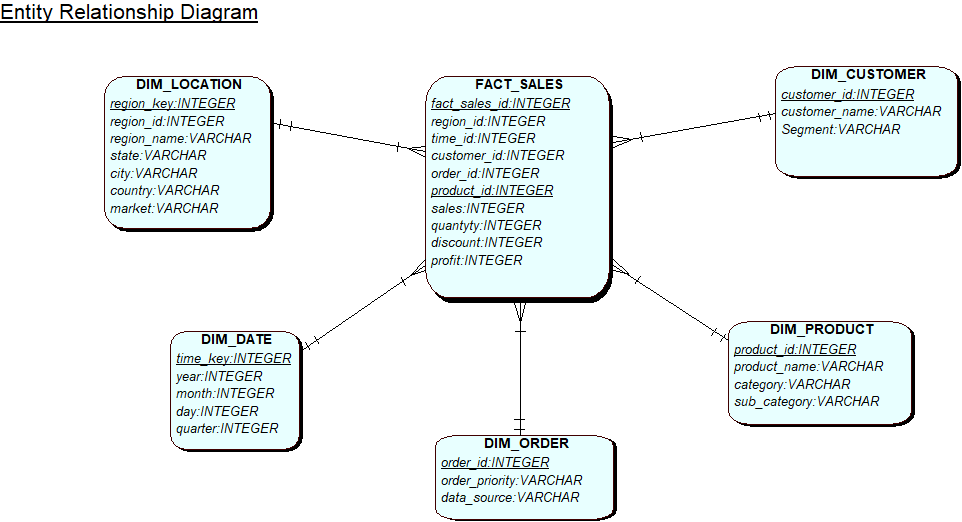 Entity Relationship Diagram
DIM_LOCATION
region_key:INTEGER
region_id:INTEGER
region_name:VARCHAR
state:VARCHAR
city:VARCHAR
country:VARCHAR
market:VARCHAR
FACT_SALES
fact_sales_id:INTEGER
region_id:INTEGER
time_id:INTEGER
customer_id:INTEGER
order_id:INTEGER
product_id:INTEGER
sales:INTEGER
quantyty:INTEGER
discount:INTEGER
profit:INTEGER
DIM_CUSTOMER
customer_id:INTEGER
customer_name:VARCHAR
Segment:VARCHAR
DIM_DATE
time_key:INTEGER
year:INTEGER
month:INTEGER
day:INTEGER
quarter:INTEGER
DIM_ORDER
order_id:INTEGER
order_priority:VARCHAR
data_source:VARCHAR
DIM_PRODUCT
product_id:INTEGER
product_name:VARCHAR
category:VARCHAR
sub_category:VARCHAR